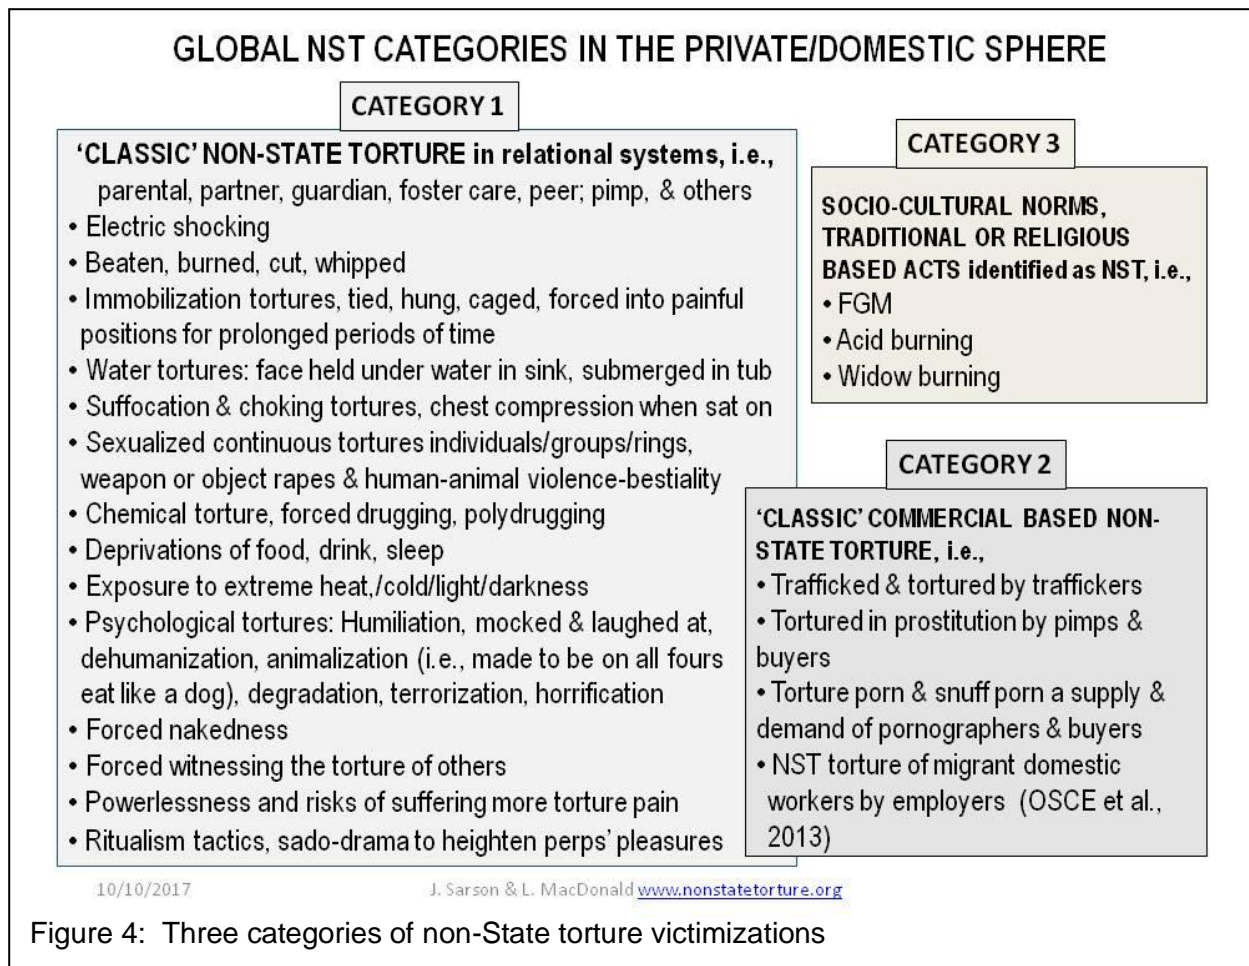 GLOBAL NST CATEGORIES IN THE PRIVATE/DOMESTIC SPHERE
CATEGORY 1
'CLASSIC' NON-STATE TORTURE in relational systems, i.e.,
parental, partner, guardian, foster care, peer; pimp, & others
• Electric shocking
• Beaten, burned, cut, whipped
• Immobilization tortures, tied, hung, caged, forced into painful
positions for prolonged periods of time
• Water tortures: face held under water in sink, submerged in tub
• Suffocation & choking tortures, chest compression when sat on
• Sexualized continuous tortures individuals/groups/rings,
weapon or object rapes & human-animal violence-bestiality
• Chemical torture, forced drugging, polydrugging
• Deprivations of food, drink, sleep
• Exposure to extreme heat,/cold/light/darkness
• Psychological tortures: Humiliation, mocked & laughed at,
dehumanization, animalization (i.e., made to be on all fours
eat like a dog), degradation, terrorization, horrification
• Forced nakedness
• Forced witnessing the torture of others
• Powerlessness and risks of suffering more torture pain
• Ritualism tactics, sado-drama to heighten perps' pleasures
CATEGORY 3
SOCIO-CULTURAL NORMS,
TRADITIONAL OR RELIGIOUS
BASED ACTS identified as NST, i.e.,
• FGM
• Acid burning
• Widow burning
CATEGORY 2
'CLASSIC' COMMERCIAL BASED NON-
STATE TORTURE, i.e.,
• Trafficked & tortured by traffickers
• Tortured in prostitution by pimps &
buyers
• Torture porn & snuff porn a supply &
demand of pornographers & buyers
• NST torture of migrant domestic
workers by employers (OSCE et al.,
2013)
10/10/2017
J. Sarson & L. MacDonald www.nonstatetorture.org
Figure 4: Three categories of non-State torture victimizations